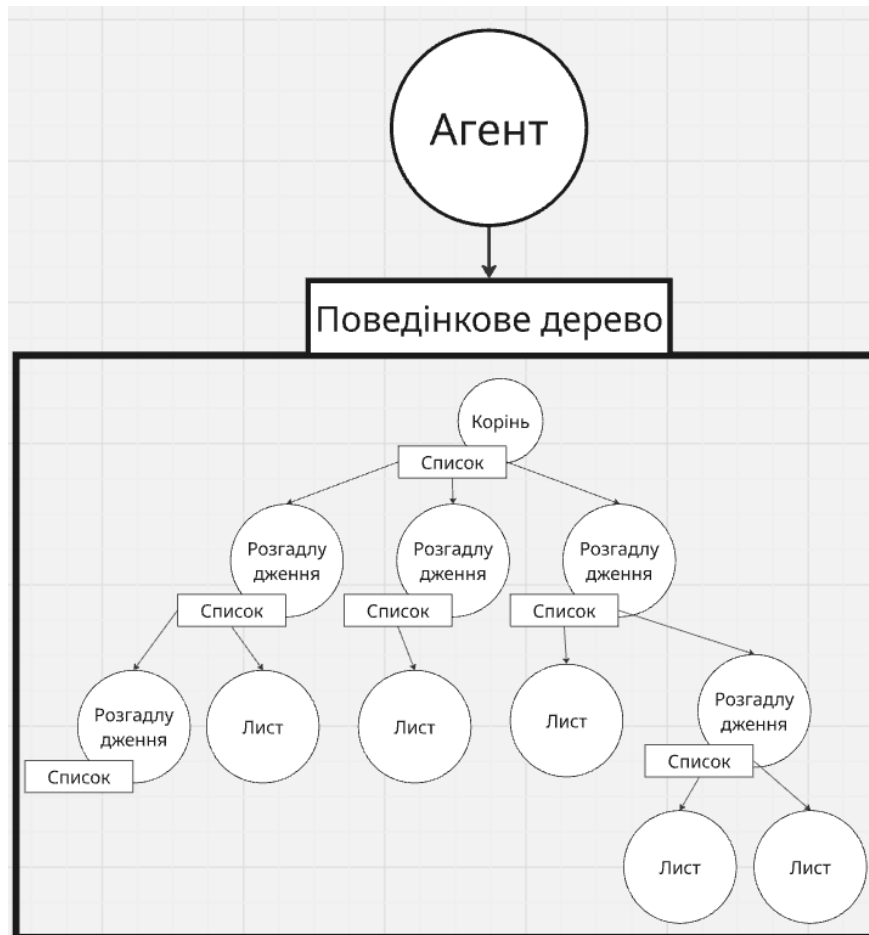 Агент
Поведінкове дерево
Корінь
Список
Розгадлу
дження
Розгадлу
дження
Розгадлу
дження
Список
Список
Список
Розгадлу
дження
Лист
Лист
Лист
Розгадлу
дження
Список
Список
Лист
Лист